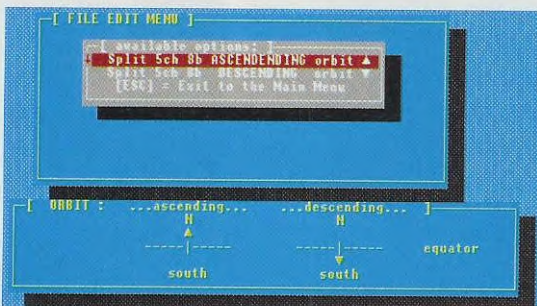 [ FILE EDIT MENU ]
[ available options: ]
Split 5ch 8b ASCENDENDING orbit ▲
Split 5ch 8b DESCENDING orbit ▼
[ESC] = Exit to the Main Menu
[ ORBIT : ...ascending... ...descending... ]
N N
▲
-----|----- -----|----- equator
▼
south south